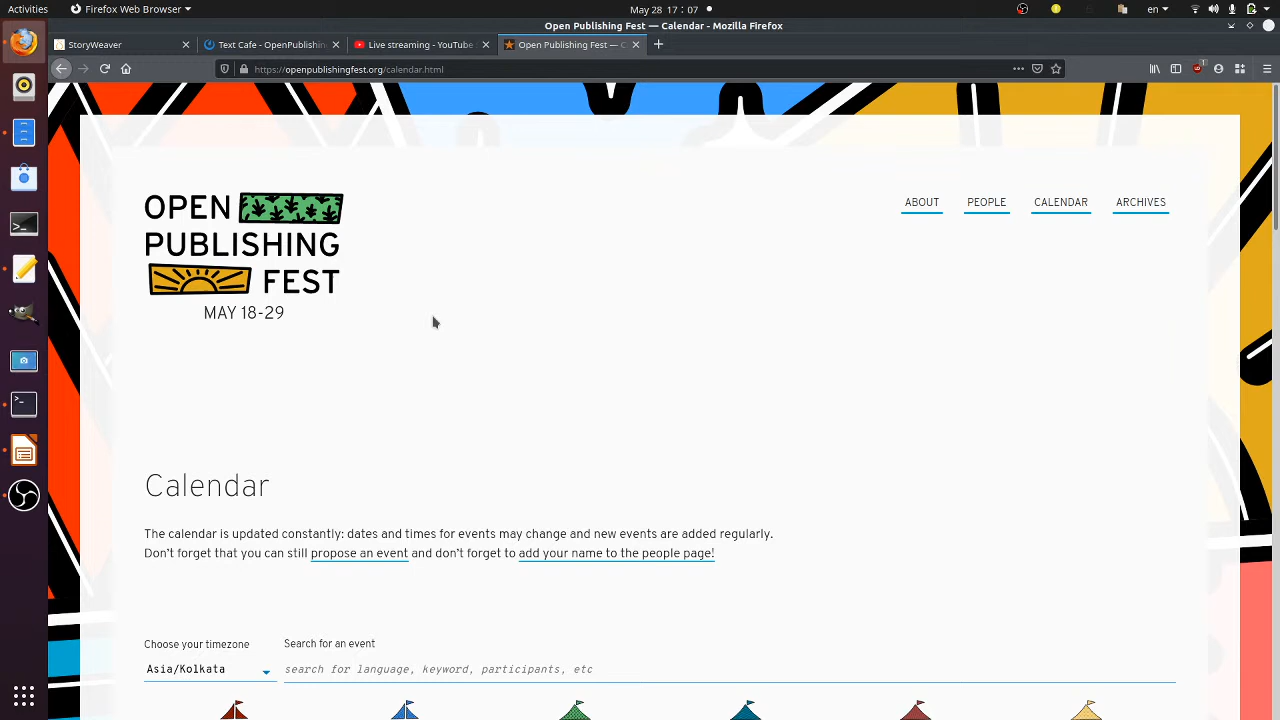 Activities
Firefox Web Browser
May 28 17:07
en
Open Publishing Fest — Calendar - Mozilla Firefox
StoryWeaver
Text Cafe - OpenPublishin
Live streaming - YouTube
Open Publishing Fest — C
https://openpublishingfest.org/calendar.html
1
OPEN
PUBLISHING
FEST
MAY 18-29
ABOUT
PEOPLE
CALENDAR
ARCHIVES
Calendar
The calendar is updated constantly: dates and times for events may change and new events are added regularly.
Don't forget that you can still propose an event and don't forget to add your name to the people page!
Choose your timezone
Search for an event
Asia/Kolkata
search for language, keyword, participants, etc